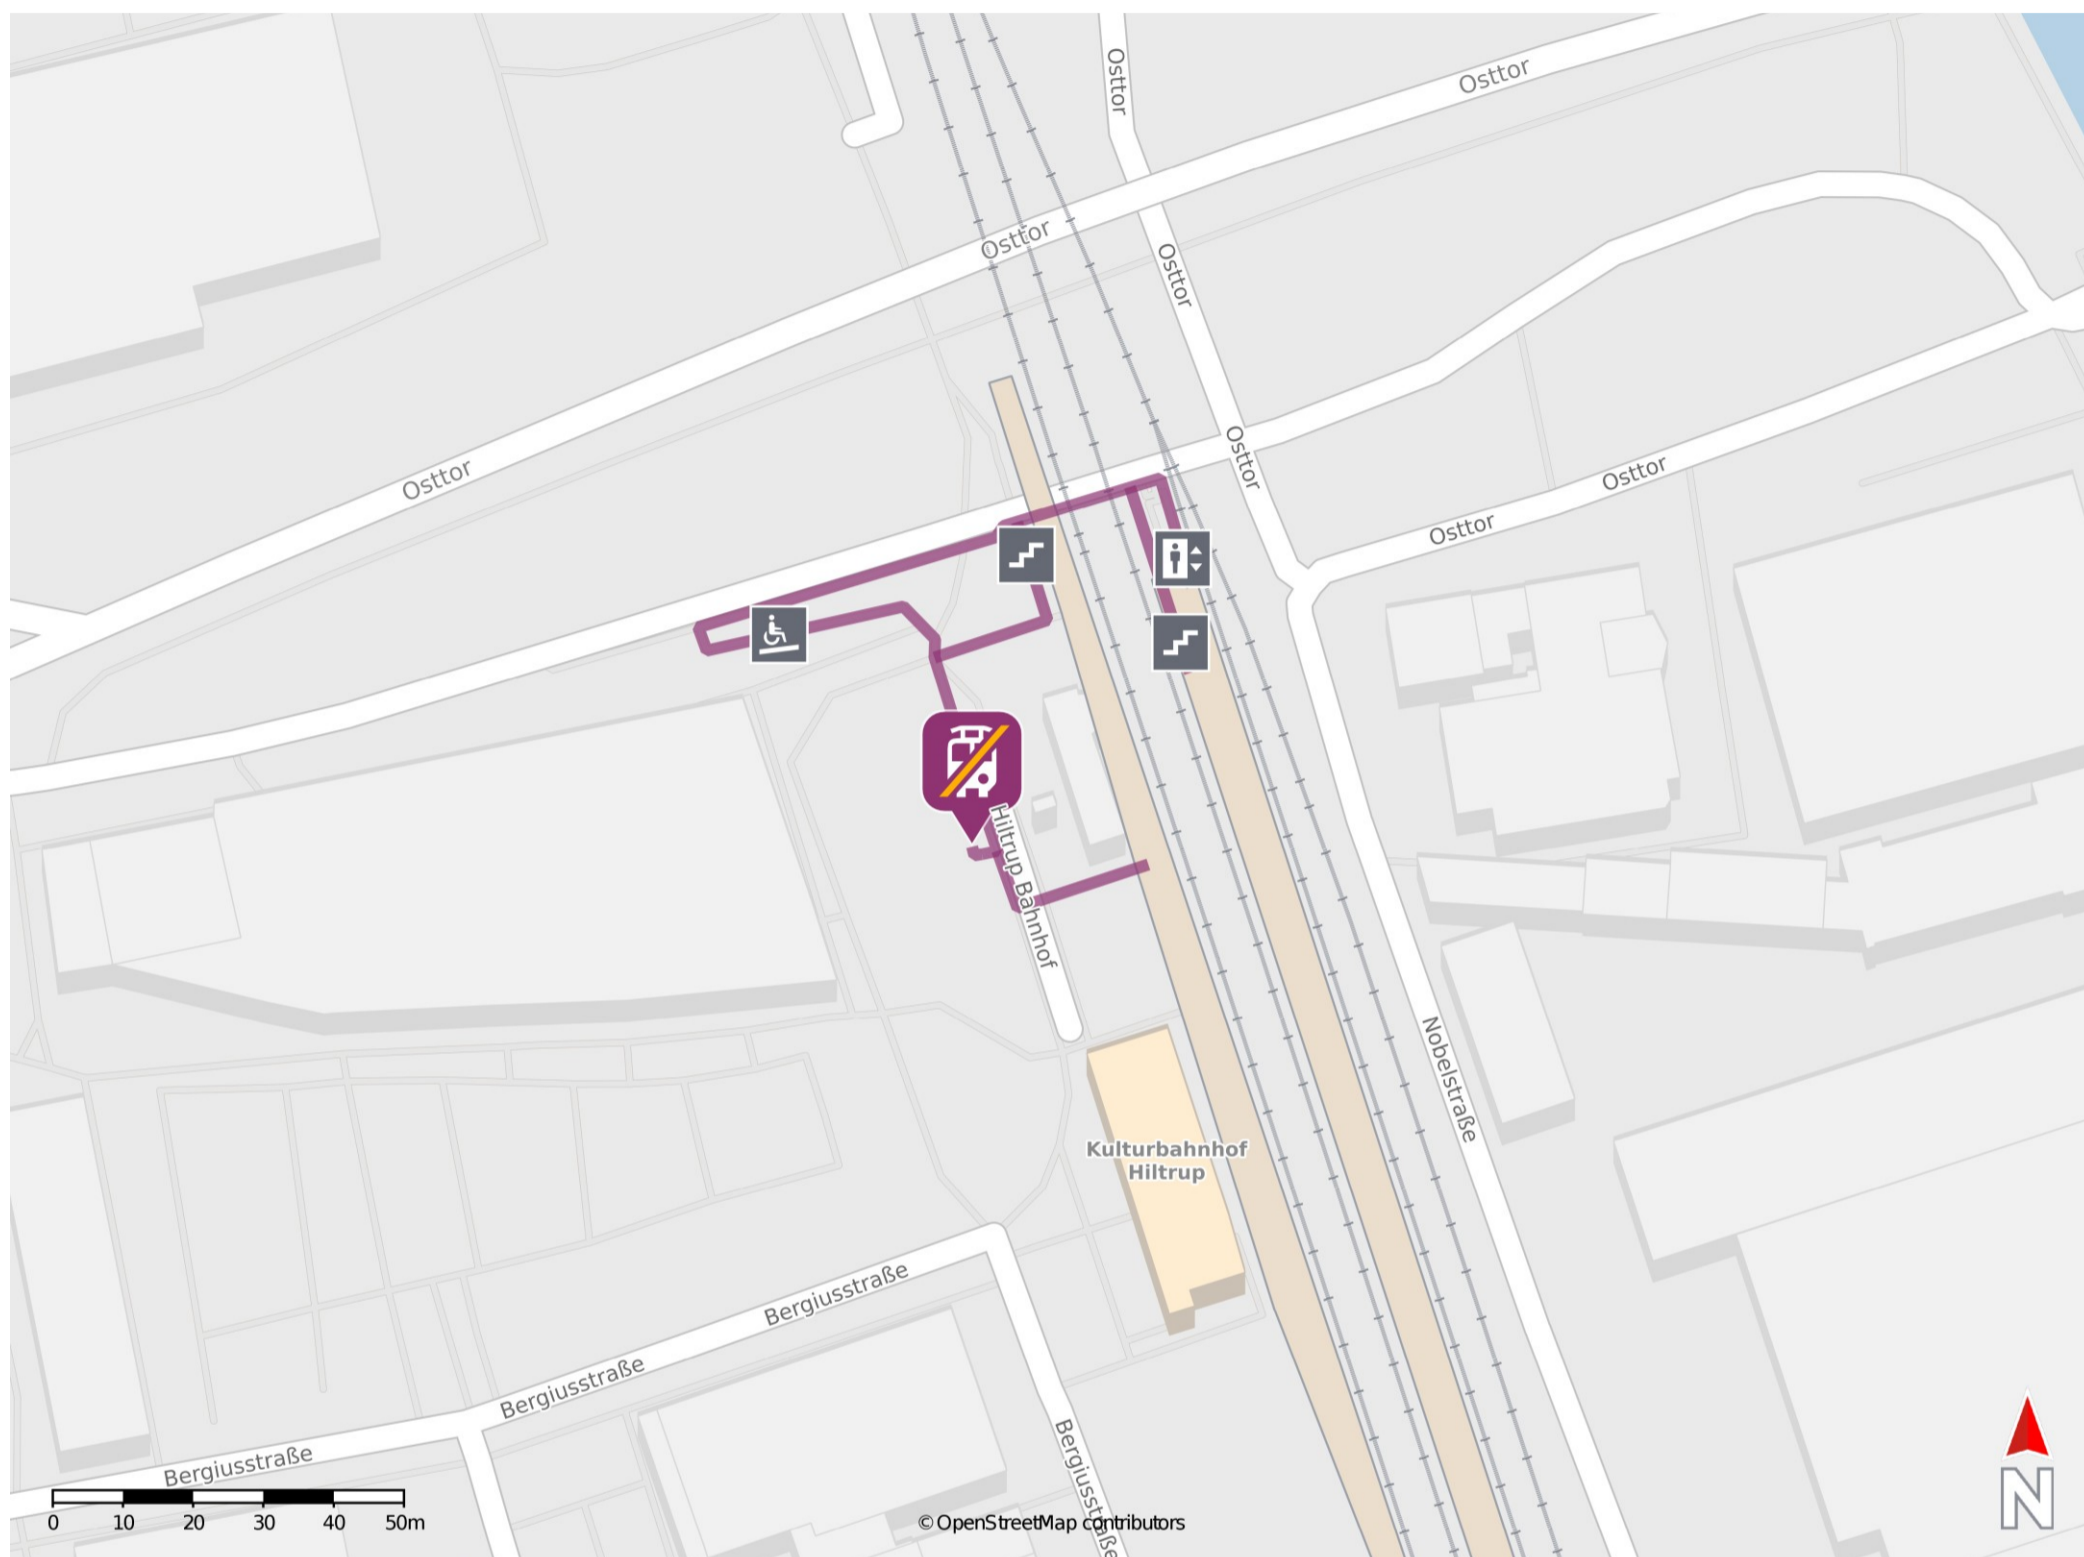 Osttor
Osttor
Osttor
Osttor
Osttor
Osttor
Osttor
Osttor
Hiltrup Bahnhof
Nobelstraße
Kulturbahnhof
Hiltrup
Bergiusstraße
Bergiusstraße
Bergiusstraße
Bergiusstraße
0 10 20 30 40 50m
© OpenStreetMap contributors
N